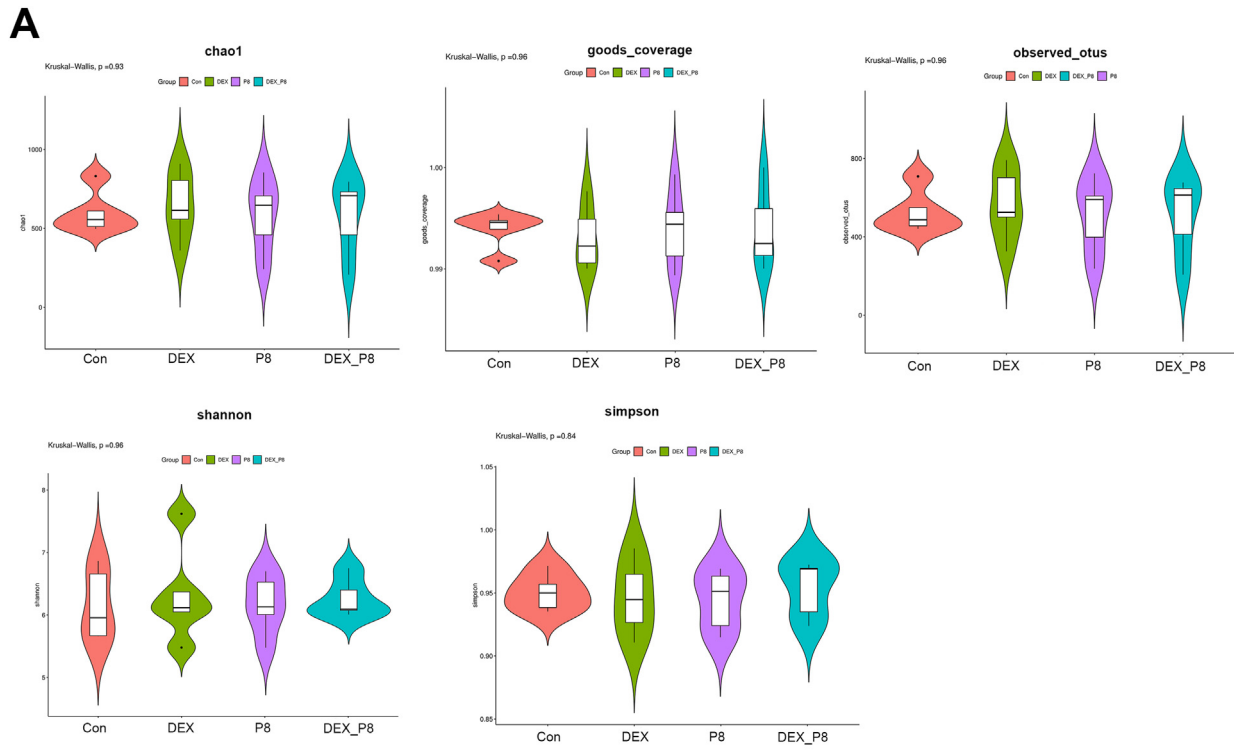 A
chao1
Kruskal-Wallis, p =0.93
Group Con DEX P8 DEX_P8
chao1
1000
500
0
Con DEX P8 DEX_P8
goods_coverage
Kruskal-Wallis, p =0.96
Group Con DEX P8 DEX_P8
goods_coverage
1.00
0.99
Con DEX P8 DEX_P8
observed_otus
Kruskal-Wallis, p =0.96
Group Con DEX DEX_P8 P8
observed_otus
800
400
0
Con DEX P8 DEX_P8
shannon
Kruskal-Wallis, p =0.96
Group Con DEX P8 DEX_P8
shannon
8
7
6
5
Con DEX P8 DEX_P8
simpson
Kruskal-Wallis, p =0.84
Group Con DEX P8 DEX_P8
simpson
1.05
1.00
0.95
0.90
0.85
Con DEX P8 DEX_P8